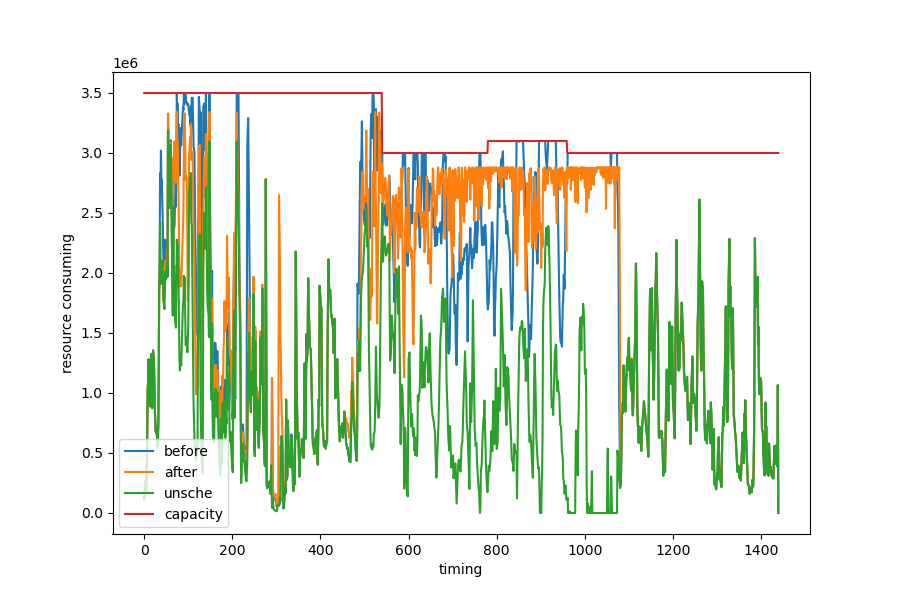 1e6
3.5
3.0
2.5
2.0
1.5
1.0
0.5
0.0
resource consuming
before
after
unsche
capacity
0 200 400 600 800 1000 1200 1400
timing